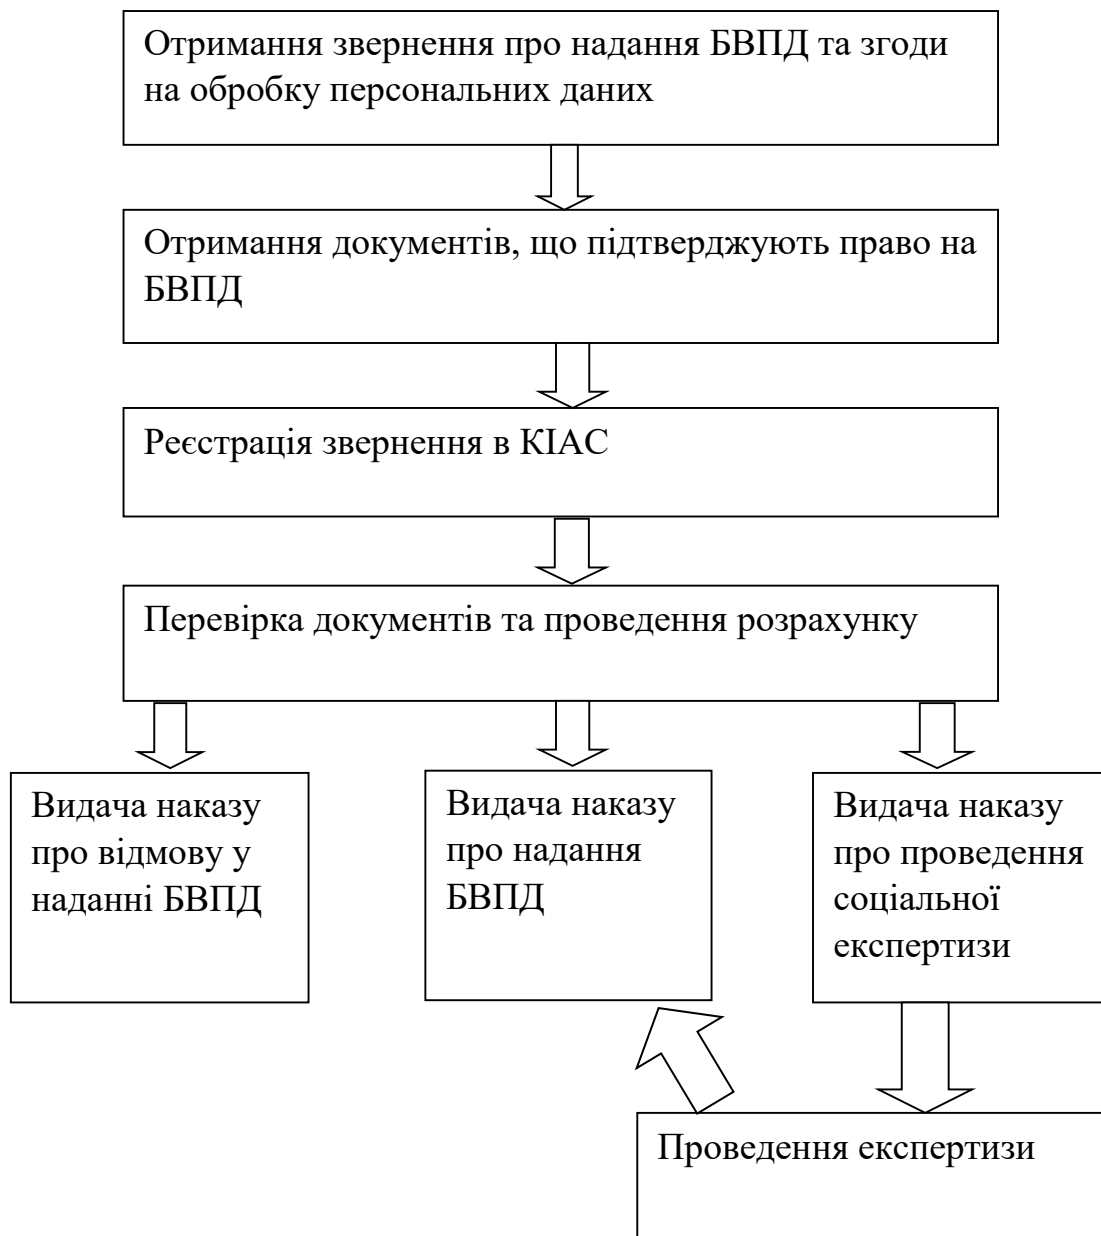 Отримання звернення про надання БВПД та згоди
на обробку персональних даних
Отримання документів, що підтверджують право на
БВПД
Реєстрація звернення в КІАС
Перевірка документів та проведення розрахунку
Видача наказу
про відмову у
наданні БВПД
Видача наказу
про надання
БВПД
Видача наказу
про проведення
соціальної
експертизи
Проведення експертизи